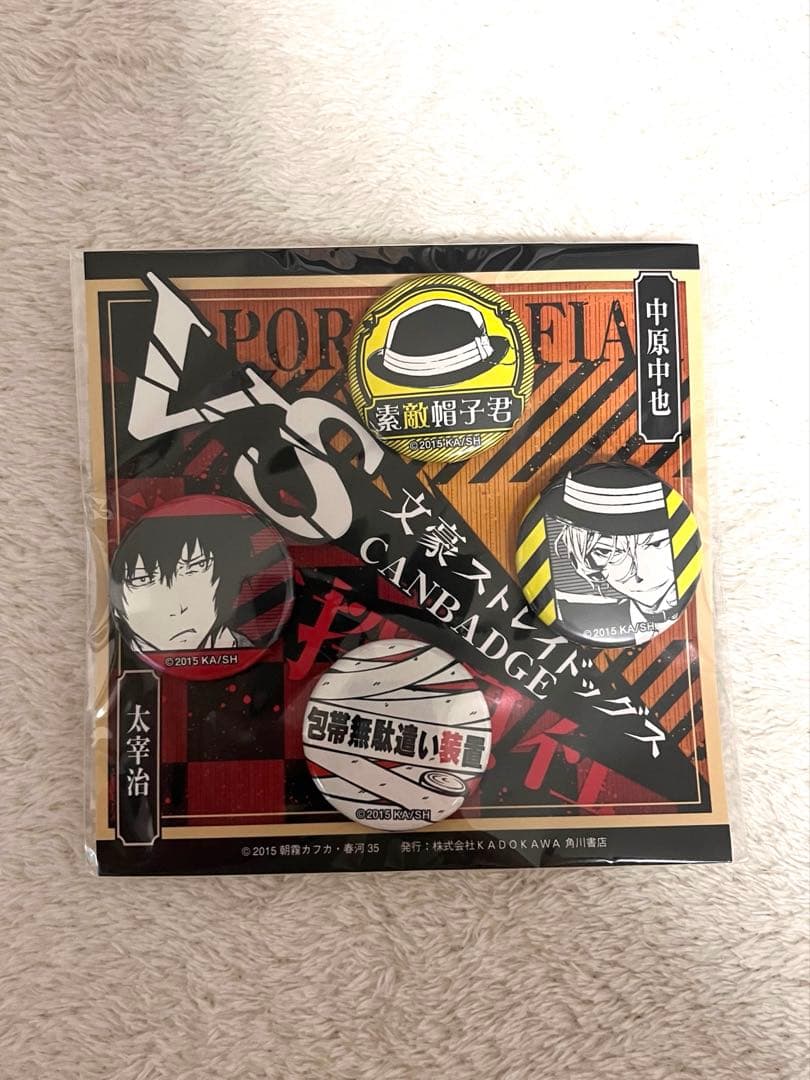 VS
POR
FIA
中原中也
素敵帽子君
©2015 KA/SH
文豪ストレイドッグス
CANBADGE
©2015 KA/SH
©2015 KA/SH
包帯無駄遣い装置
©2015 KA/SH
太宰治
©2015 朝霧カフカ・春河35 発行:株式会社KADOKAWA 角川書店